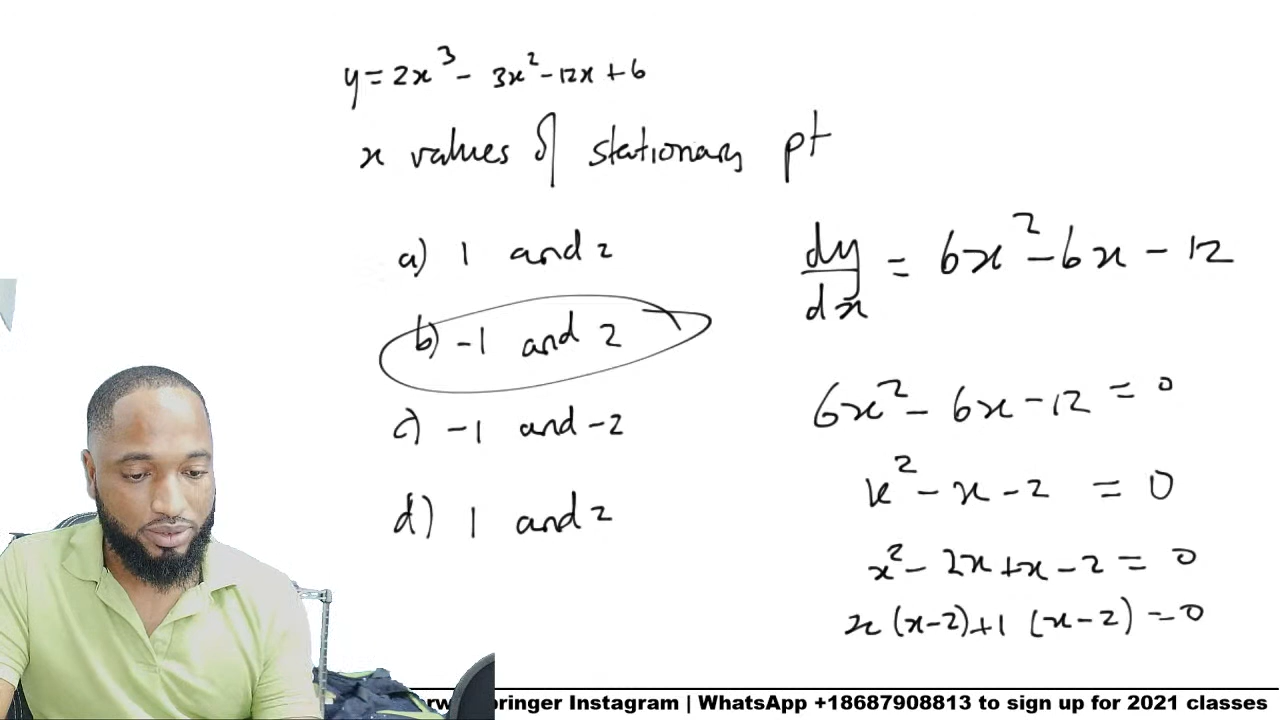 y = 2x³ - 3x² - 12x + 6
x values of stationary pt
a) 1 and 2
b) -1 and 2
c) -1 and -2
d) 1 and 2
dy/dx = 6x² - 6x - 12
6x² - 6x - 12 = 0
x² - x - 2 = 0
x² - 2x + x - 2 = 0
x (x-2) + 1 (x-2) = 0
Instagram | WhatsApp +18687908813 to sign up for 2021 classes